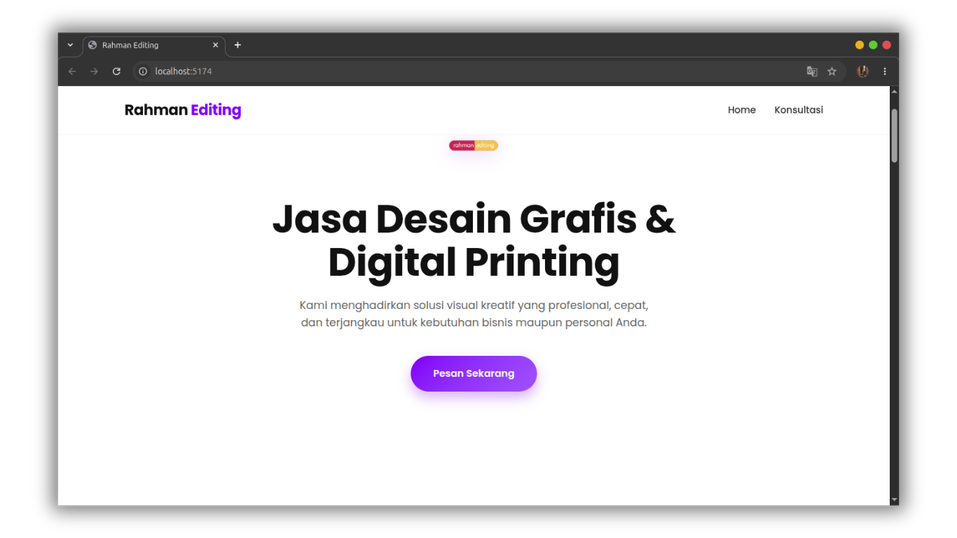 Rahman Editing
localhost:5174
Rahman Editing
Home Konsultasi
rahman editing
Jasa Desain Grafis &
Digital Printing
Kami menghadirkan solusi visual kreatif yang profesional, cepat,
dan terjangkau untuk kebutuhan bisnis maupun personal Anda.
Pesan Sekarang